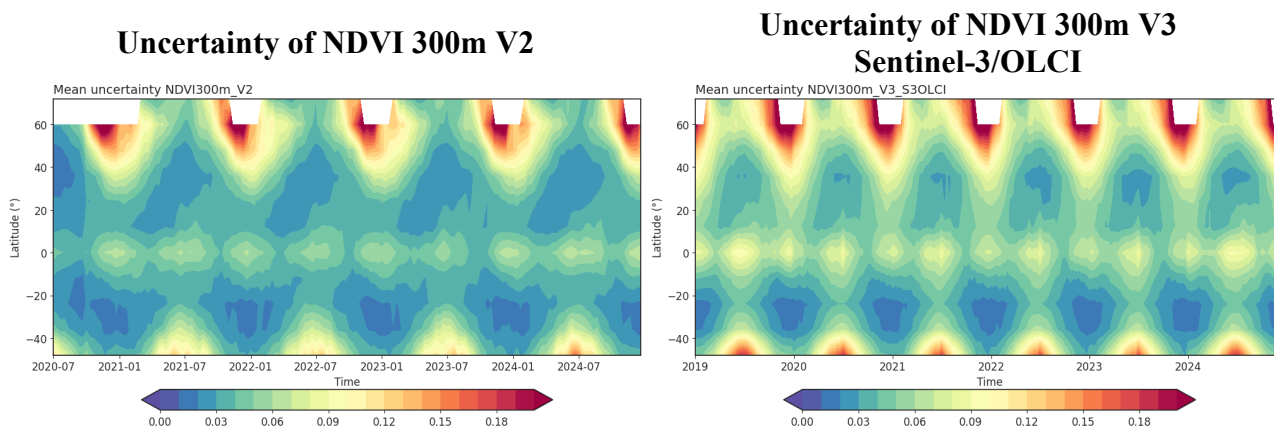 Uncertainty of NDVI 300m V2
Mean uncertainty NDVI300m_V2
Latitude (°)
60
40
20
0
−20
−40
2020-07 2021-01 2021-07 2022-01 2022-07 2023-01 2023-07 2024-01 2024-07
Time
0.00 0.03 0.06 0.09 0.12 0.15 0.18
Uncertainty of NDVI 300m V3
Sentinel-3/OLCI
Mean uncertainty NDVI300m_V3_S3OLCI
Latitude (°)
60
40
20
0
−20
−40
2019 2020 2021 2022 2023 2024
Time
0.00 0.03 0.06 0.09 0.12 0.15 0.18